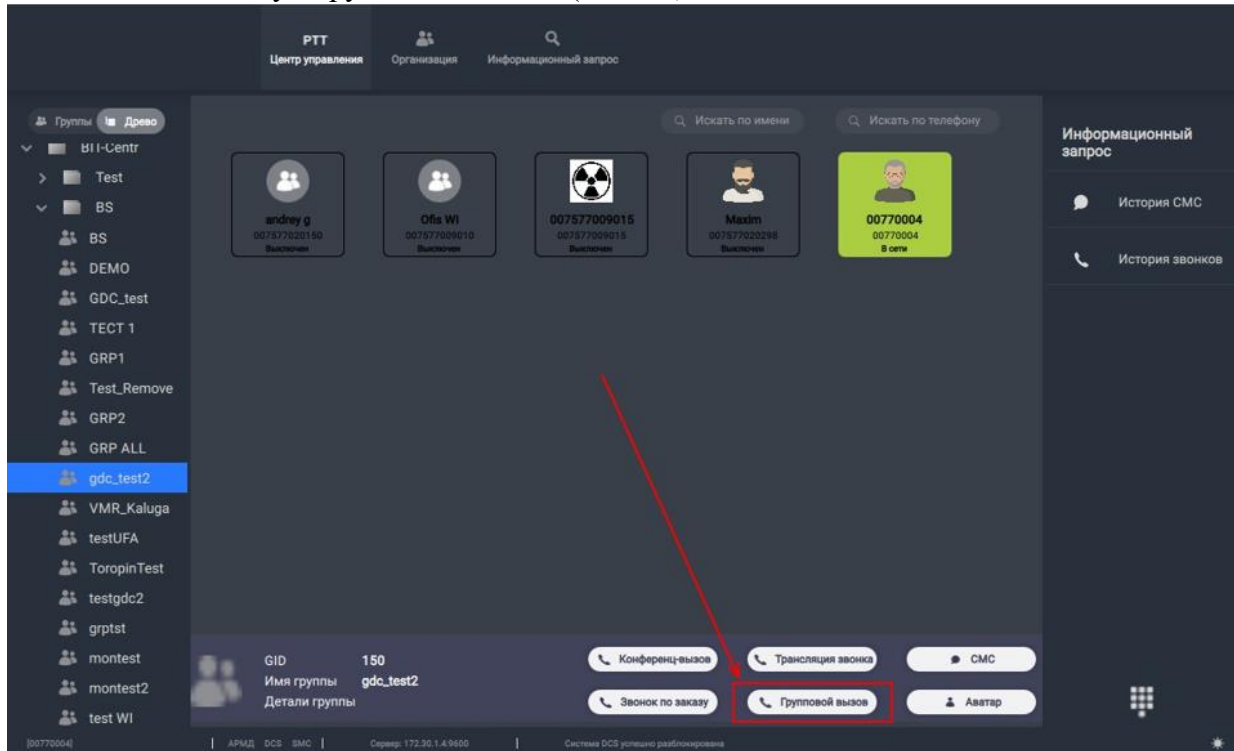 PTT
Центр управления
Организация
Информационный запрос
Группы
Древо
BTI-Centr
Test
BS
BS
DEMO
GDC_test
ТЕСТ 1
GRP1
Test_Remove
GRP2
GRP ALL
gdc_test2
VMR_Kaluga
testUFA
ToropinTest
testgdc2
grptst
montest
montest2
test WI
Искать по имени
Искать по телефону
andrey g
007577020150
Выключен
Ofis WI
007577009010
Выключен
007577009015
007577009015
Выключен
Maxim
007577020298
Выключен
00770004
00770004
В сети
Информационный
запрос
История СМС
История звонков
GID 150
Имя группы gdc_test2
Детали группы
Конференц-вызов
Трансляция звонка
СМС
Звонок по заказу
Групповой вызов
Аватар
[00770004]
| АРМД DCS SMC | Сервер: 172.30.1.4:9600 | Система DCS успешно разблокирована